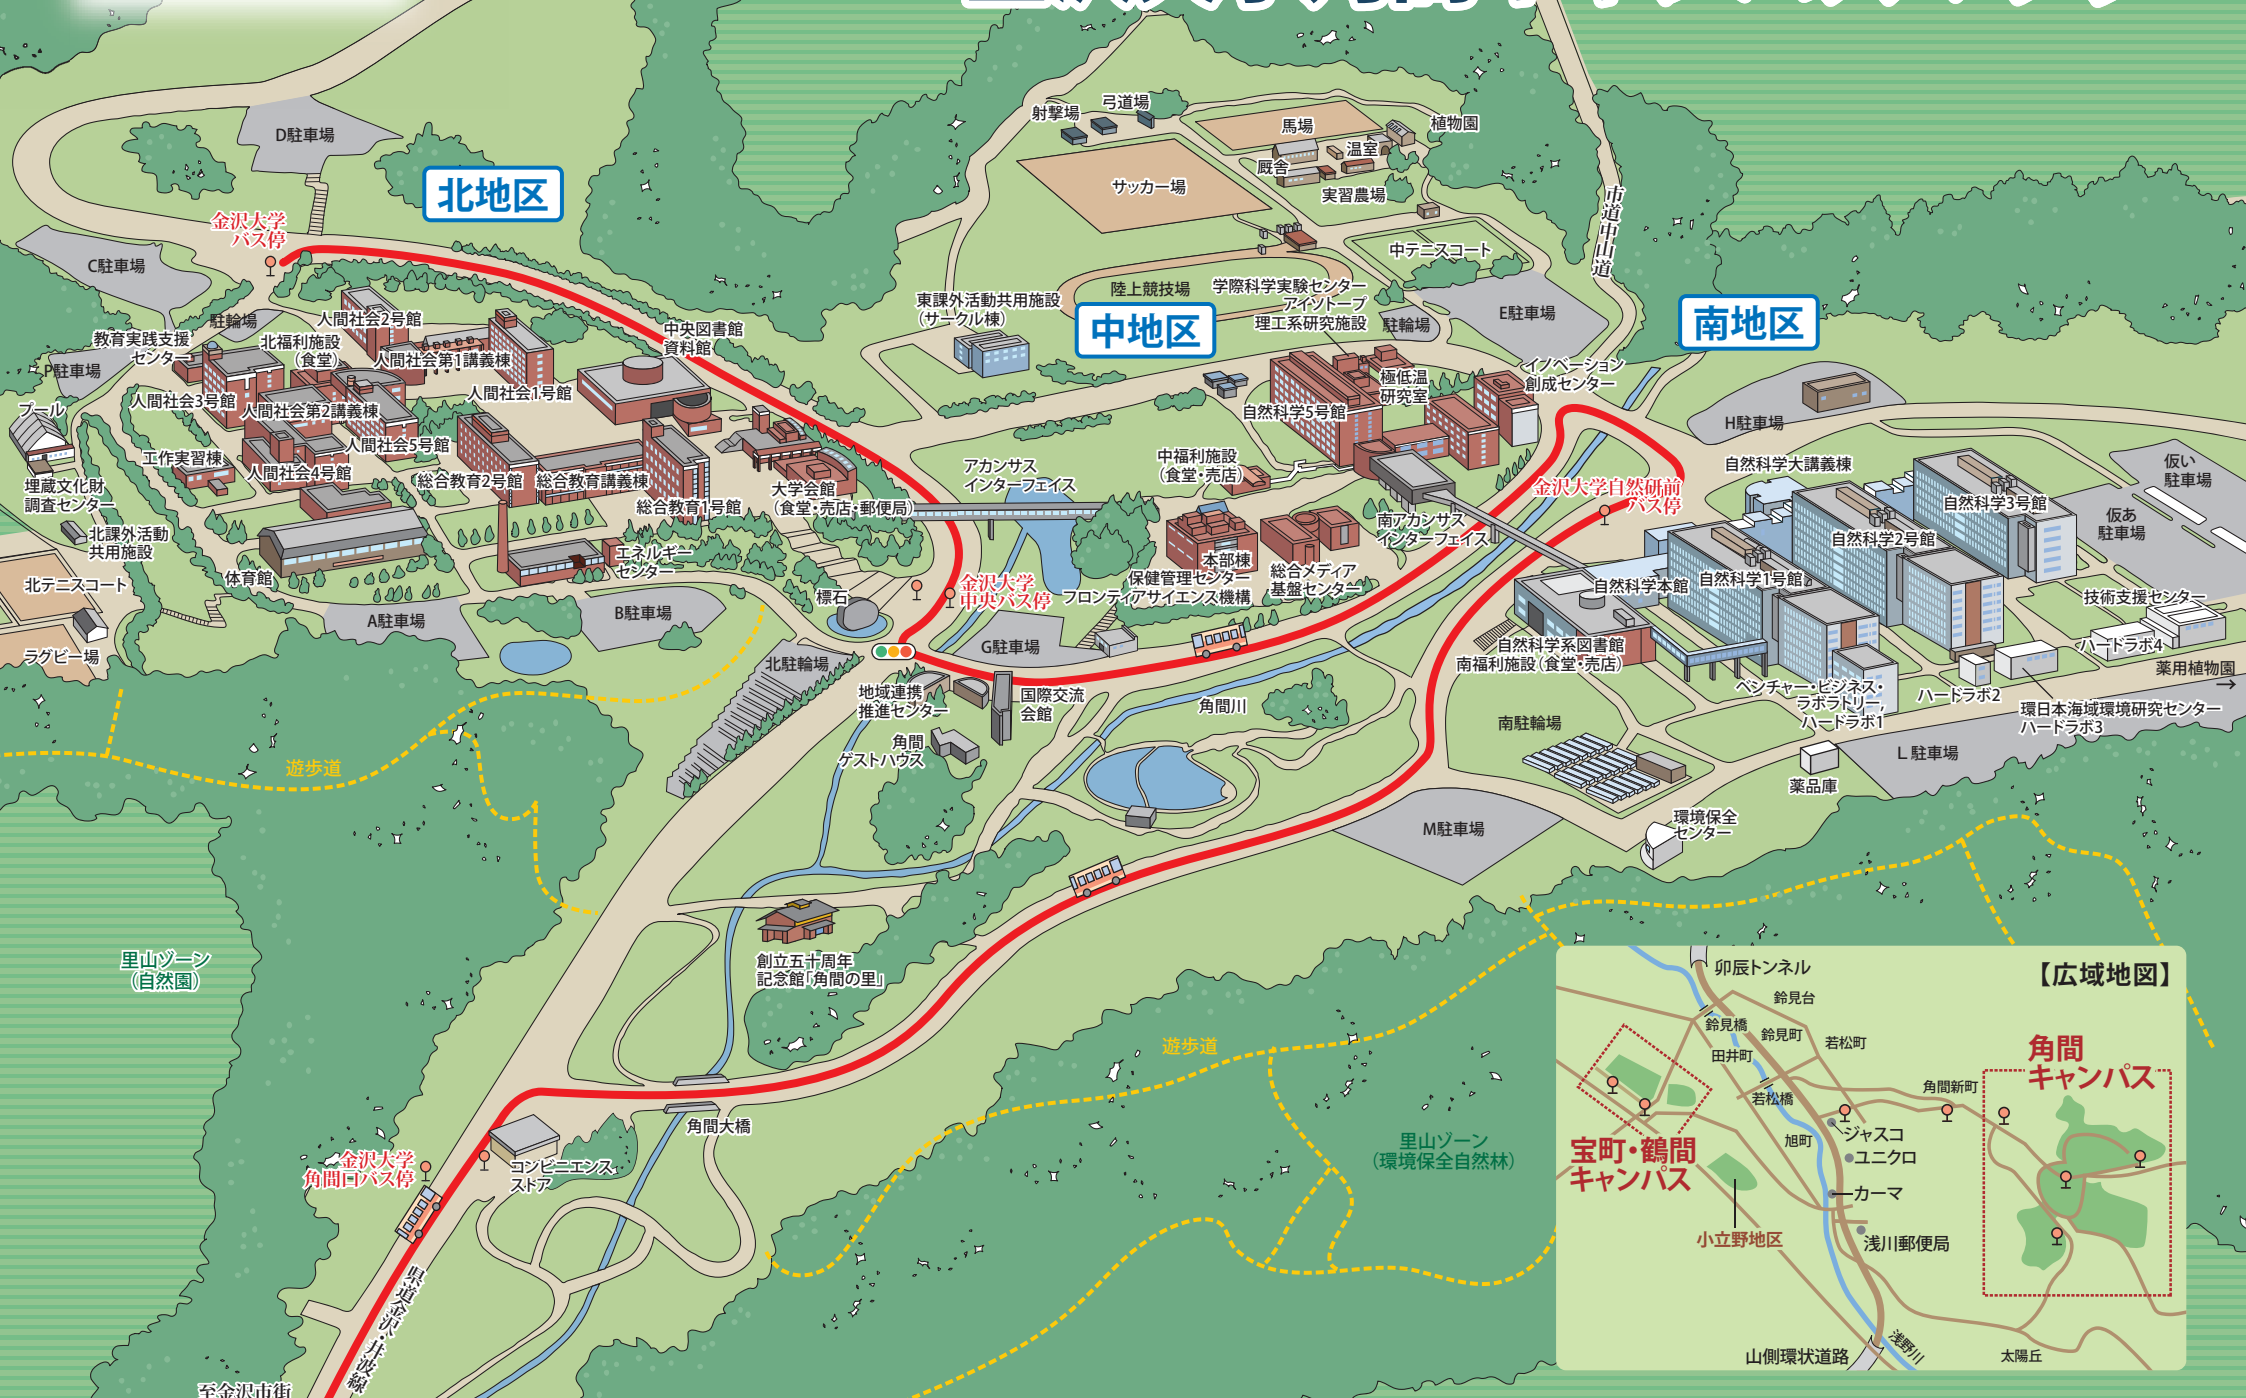 D駐車場
北地区
金沢大学
バス停
C駐車場
駐輪場
教育実践支援
センター
P駐車場
プール
人間社会2号館
北福利施設
（食堂）
人間社会第1講義棟
人間社会1号館
人間社会3号館
人間社会第2講義棟
人間社会5号館
人間社会4号館
工作実習棟
埋蔵文化財
調査センター
北課外活動
共用施設
北テニスコート
ラグビー場
体育館
A駐車場
中央図書館
資料館
総合教育2号館
総合教育講義棟
総合教育1号館
大学会館
（食堂・売店・郵便局）
エネルギー
センター
B駐車場
標石
北駐輪場
東課外活動共用施設
（サークル棟）
中地区
射撃場
弓道場
馬場
植物園
温室
厩舎
実習農場
サッカー場
中テニスコート
陸上競技場
学際科学実験センター
アイソトープ
理工系研究施設
駐輪場
E駐車場
市道中山道
極低温
研究室
イノベーション
創成センター
自然科学5号館
中福利施設
（食堂・売店）
アカンサス
インターフェイス
南アカンサス
インターフェイス
本部棟
保健管理センター
フロンティアサイエンス機構
総合メディア
基盤センター
金沢大学
中央バス停
G駐車場
地域連携
推進センター
国際交流
会館
角間
ゲストハウス
角間川
南地区
H駐車場
金沢大学自然研前
バス停
自然科学大講義棟
自然科学3号館
自然科学2号館
自然科学1号館
自然科学本館
自然科学系図書館
南福利施設（食堂・売店）
仮い
駐車場
仮あ
駐車場
技術支援センター
ハードラボ4
薬用植物園
→
環日本海域環境研究センター
ハードラボ3
ハードラボ2
ベンチャー・ビジネス・
ラボラトリー,
ハードラボ1
南駐輪場
L駐車場
薬品庫
環境保全
センター
M駐車場
遊歩道
里山ゾーン
（自然園）
創立五十周年
記念館「角間の里」
角間大橋
コンビニエンス
ストア
金沢大学
角間口バス停
県道金沢・井波線
至金沢市街
遊歩道
里山ゾーン
（環境保全自然林）
【広域地図】
卯辰トンネル
鈴見台
鈴見橋
鈴見町
若松町
田井町
若松橋
角間新町
角間
キャンパス
旭町
ジャスコ
ユニクロ
カーマ
浅川郵便局
宝町・鶴間
キャンパス
小立野地区
山側環状道路
浅野川
太陽丘